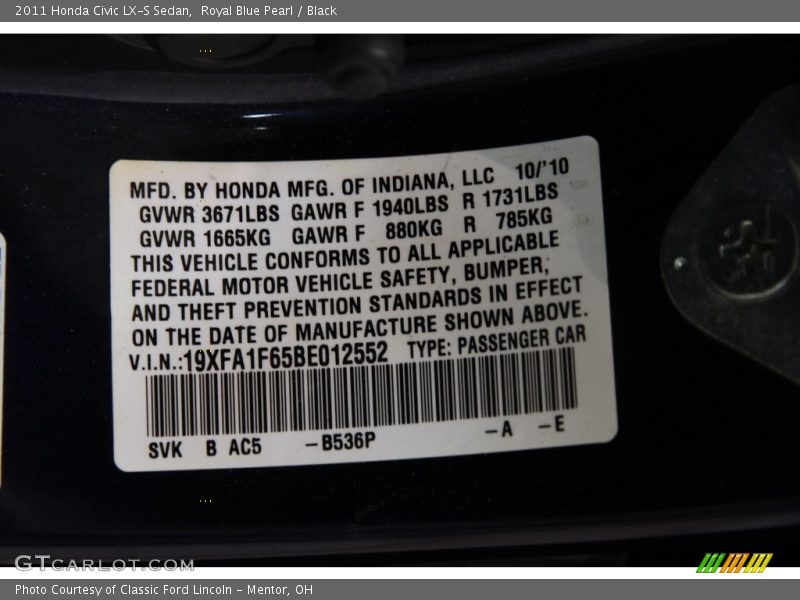 2011 Honda Civic LX-S Sedan, Royal Blue Pearl / Black
MFD. BY HONDA MFG. OF INDIANA, LLC 10/'10
GVWR 3671LBS GAWR F 1940LBS R 1731LBS
GVWR 1665KG GAWR F 880KG R 785KG
THIS VEHICLE CONFORMS TO ALL APPLICABLE
FEDERAL MOTOR VEHICLE SAFETY, BUMPER,
AND THEFT PREVENTION STANDARDS IN EFFECT
ON THE DATE OF MANUFACTURE SHOWN ABOVE.
V.I.N.:19XFA1F65BE012552 TYPE: PASSENGER CAR
SVK B AC5 -B536P -A -E
GTCARLOT.COM
Photo Courtesy of Classic Ford Lincoln - Mentor, OH